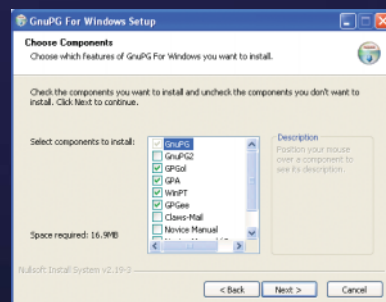 GnuPG For Windows Setup
Choose Components
Choose which features of GnuPG For Windows you want to install.
Check the components you want to install and uncheck the components you don't want to
install. Click Next to continue.
Select components to install:
GnuPG
GnuPG2
GPGol
GPA
WinPT
GPGee
Claws-Mail
Novice Manual
Description
Position your mouse
over a component to
see its description.
Space required: 16.9MB
Nullsoft Install System v2.19-3
< Back
Next >
Cancel